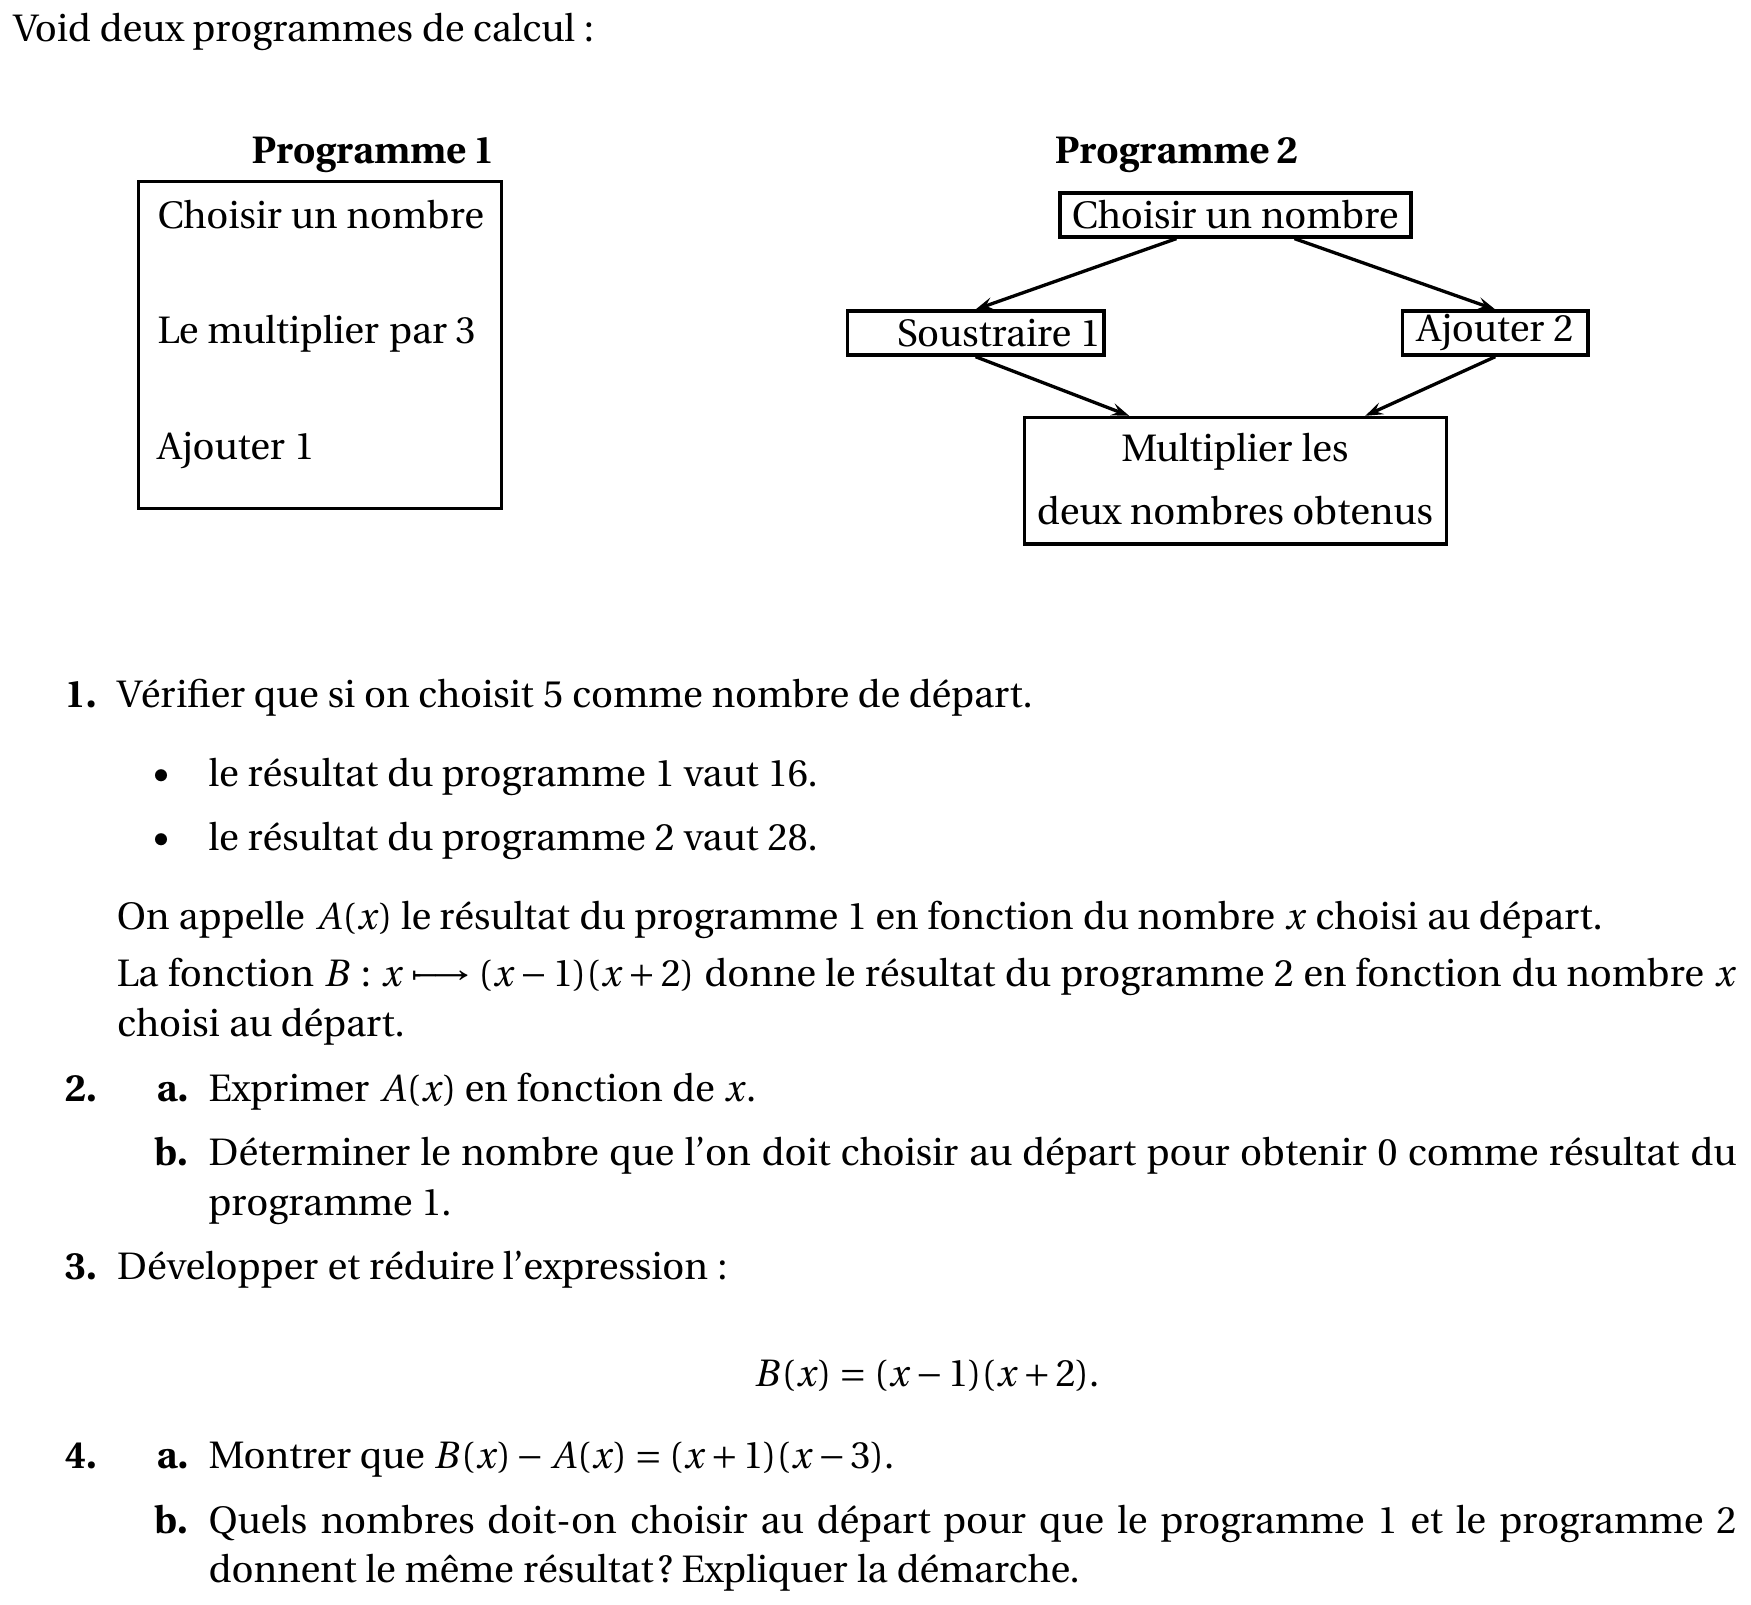 Void deux programmes de calcul :
Programme 1
Choisir un nombre
Le multiplier par 3
Ajouter 1
Programme 2
Choisir un nombre
Soustraire 1
Ajouter 2
Multiplier les
deux nombres obtenus
1. Vérifier que si on choisit 5 comme nombre de départ.
• le résultat du programme 1 vaut 16.
• le résultat du programme 2 vaut 28.
On appelle A(x) le résultat du programme 1 en fonction du nombre x choisi au départ.
La fonction B : x ⟼ (x − 1)(x + 2) donne le résultat du programme 2 en fonction du nombre x
choisi au départ.
2. a. Exprimer A(x) en fonction de x.
b. Déterminer le nombre que l'on doit choisir au départ pour obtenir 0 comme résultat du
programme 1.
3. Développer et réduire l'expression :
B(x) = (x − 1)(x + 2).
4. a. Montrer que B(x) − A(x) = (x + 1)(x − 3).
b. Quels nombres doit-on choisir au départ pour que le programme 1 et le programme 2
donnent le même résultat ? Expliquer la démarche.